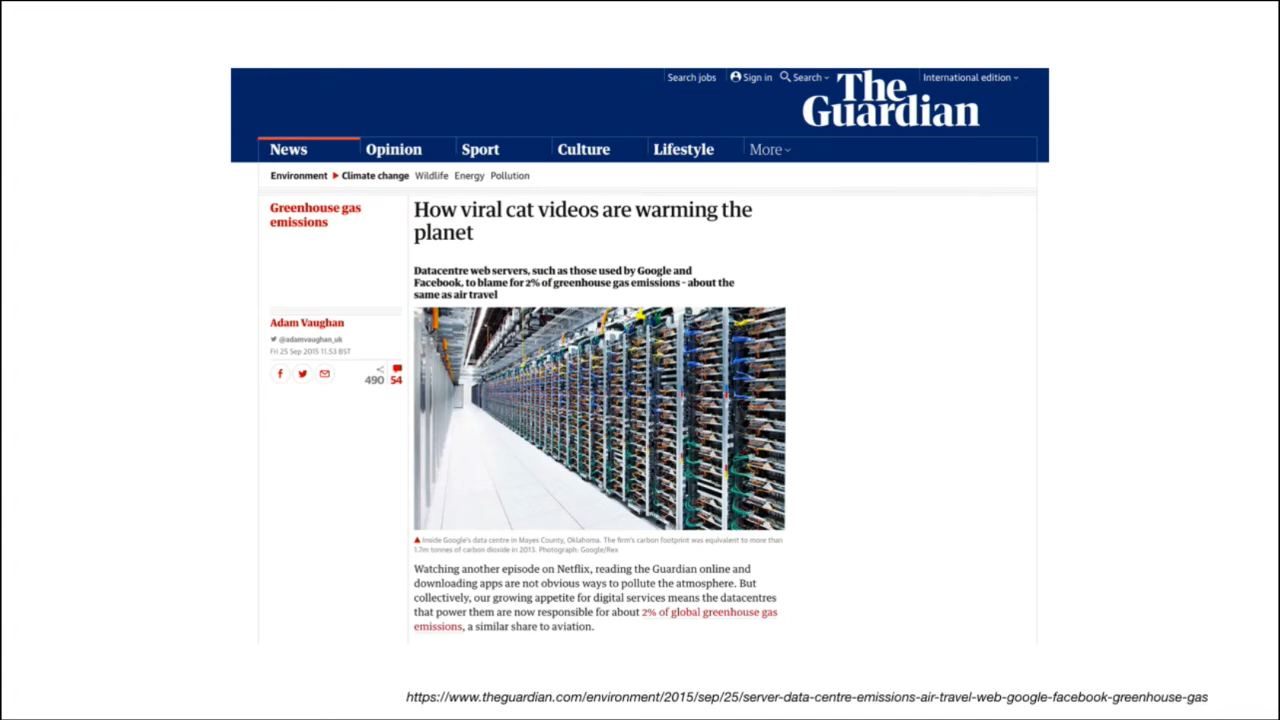 Search jobs Sign in Search International edition
The
Guardian
News Opinion Sport Culture Lifestyle More
Environment Climate change Wildlife Energy Pollution
Greenhouse gas
emissions
How viral cat videos are warming the
planet
Datacentre web servers, such as those used by Google and
Facebook, to blame for 2% of greenhouse gas emissions - about the
same as air travel
Adam Vaughan
@adamvaughan_uk
Fri 25 Sep 2015 11.53 BST
490 54
Inside Google's data centre in Mayes County, Oklahoma. The firm's carbon footprint was equivalent to more than
1.7m tonnes of carbon dioxide in 2013. Photograph: Google/Rex
Watching another episode on Netflix, reading the Guardian online and
downloading apps are not obvious ways to pollute the atmosphere. But
collectively, our growing appetite for digital services means the datacentres
that power them are now responsible for about 2% of global greenhouse gas
emissions, a similar share to aviation.
https://www.theguardian.com/environment/2015/sep/25/server-data-centre-emissions-air-travel-web-google-facebook-greenhouse-gas